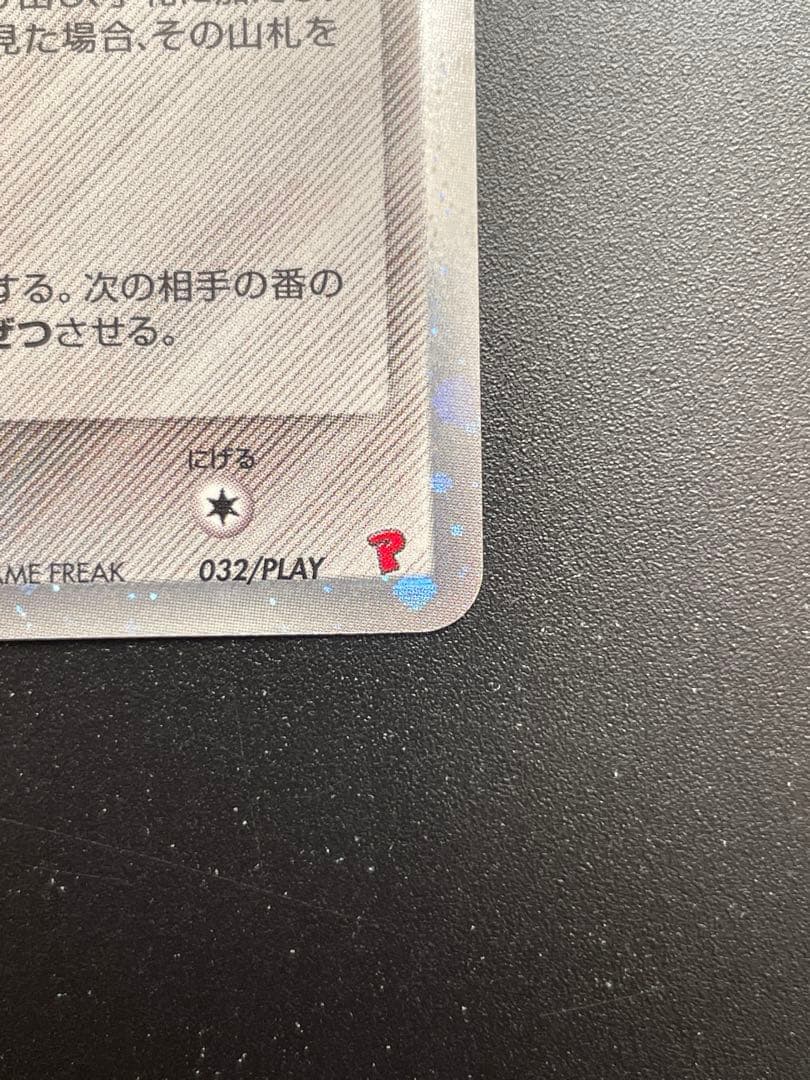 見た場合、その山札を
する。次の相手の番の
ぜつさせる。
にげる
AME FREAK 032/PLAY
P